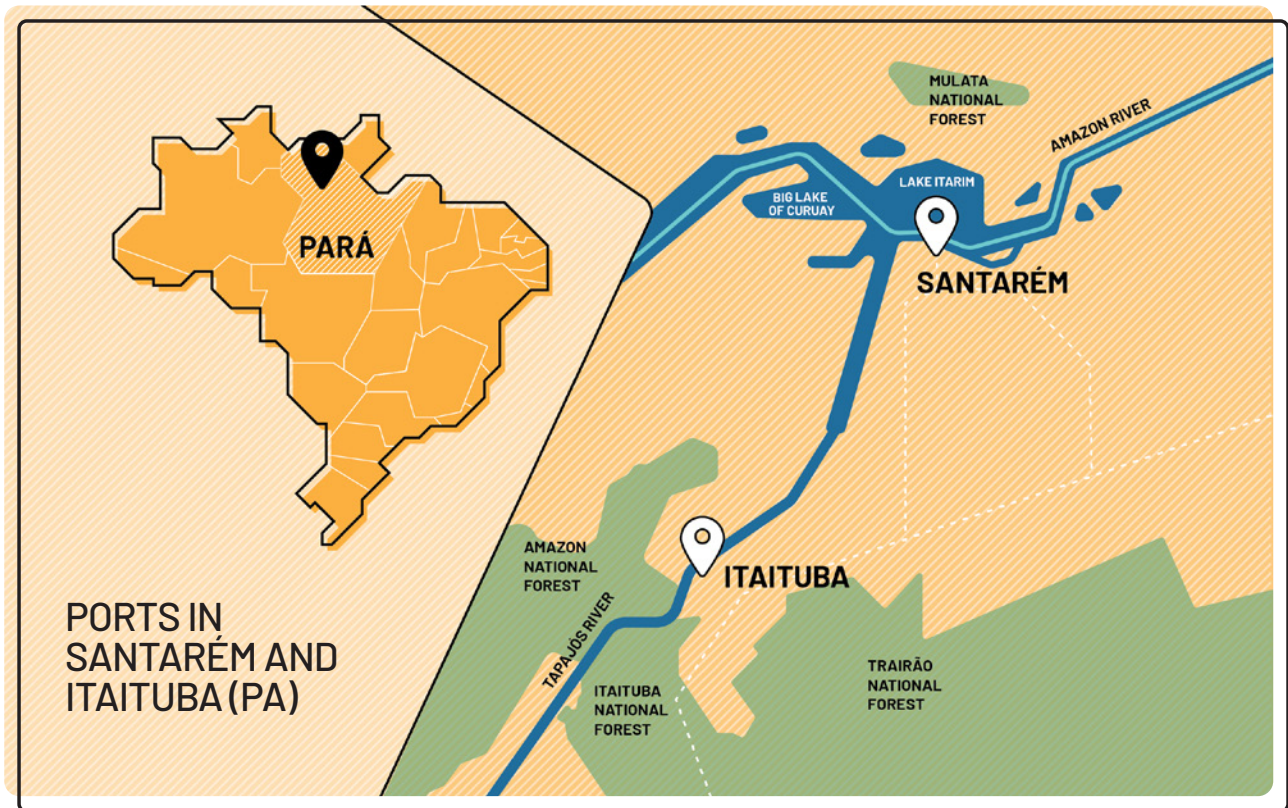 PARÁ
PORTS IN
SANTARÉM AND
ITAITUBA (PA)
MULATA
NATIONAL
FOREST
AMAZON RIVER
LAKE ITARIM
BIG LAKE
OF CURUAY
SANTARÉM
AMAZON
NATIONAL
FOREST
ITAITUBA
TAPAJÓS RIVER
ITAITUBA
NATIONAL
FOREST
TRAIRÃO
NATIONAL
FOREST